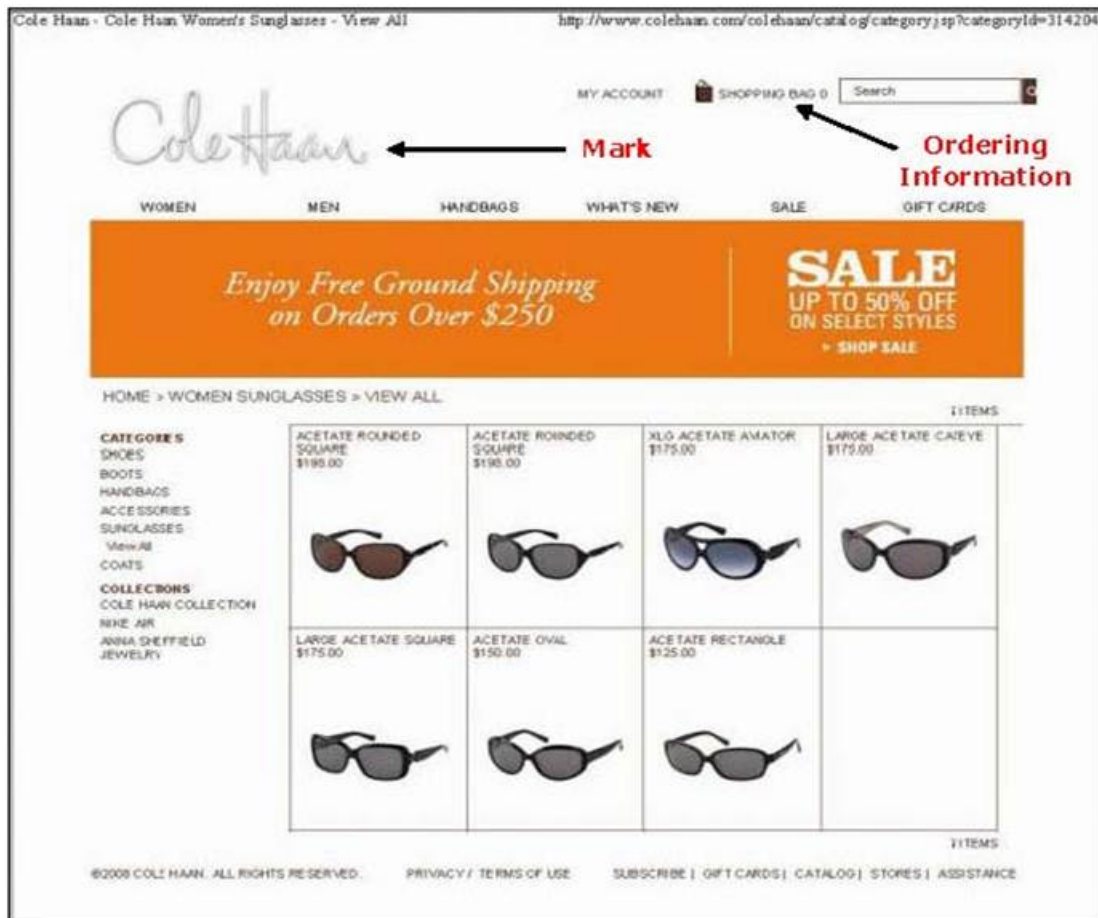 Cole Haan - Cole Haan Women's Sunglasses - View All
http://www.colehaan.com/colehaan/catalog/category.jsp?categoryId=314204
MY ACCOUNT
SHOPPING BAG 0
Search
Cole Haan
Mark
Ordering
Information
WOMEN
MEN
HANDBAGS
WHAT'S NEW
SALE
GIFT CARDS
Enjoy Free Ground Shipping
on Orders Over $250
SALE
UP TO 50% OFF
ON SELECT STYLES
SHOP SALE
HOME > WOMEN SUNGLASSES > VIEW ALL
7 ITEMS
CATEGORIES
SHOES
BOOTS
HANDBAGS
ACCESSORIES
SUNGLASSES
View All
COATS
COLLECTIONS
COLE HAAN COLLECTION
NIKE AIR
ANNA SHEFFIELD
JEWELRY
ACETATE ROUNDED
SQUARE
$198.00
ACETATE ROUNDED
SQUARE
$198.00
XLG ACETATE AVIATOR
$175.00
LARGE ACETATE CATEYE
$175.00
LARGE ACETATE SQUARE
$175.00
ACETATE OVAL
$150.00
ACETATE RECTANGLE
$125.00
7 ITEMS
©2008 COLE HAAN. ALL RIGHTS RESERVED.
PRIVACY / TERMS OF USE
SUBSCRIBE | GIFT CARDS | CATALOG | STORES | ASSISTANCE